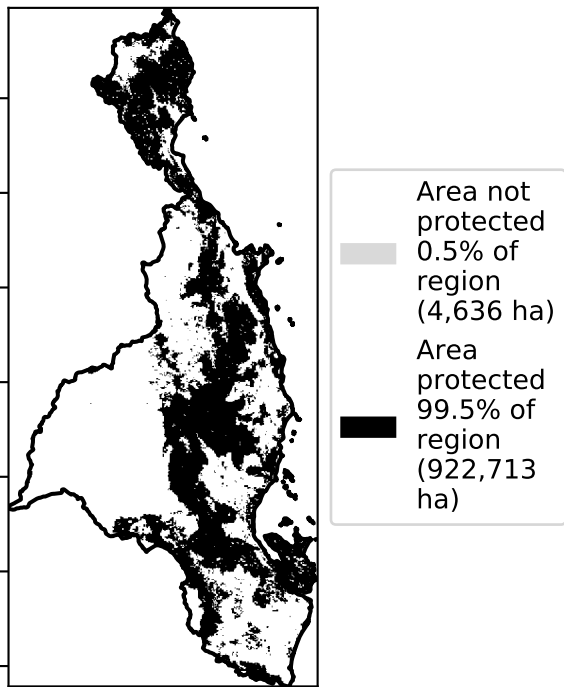 Area not
protected
0.5% of
region
(4,636 ha)
Area
protected
99.5% of
region
(922,713
ha)